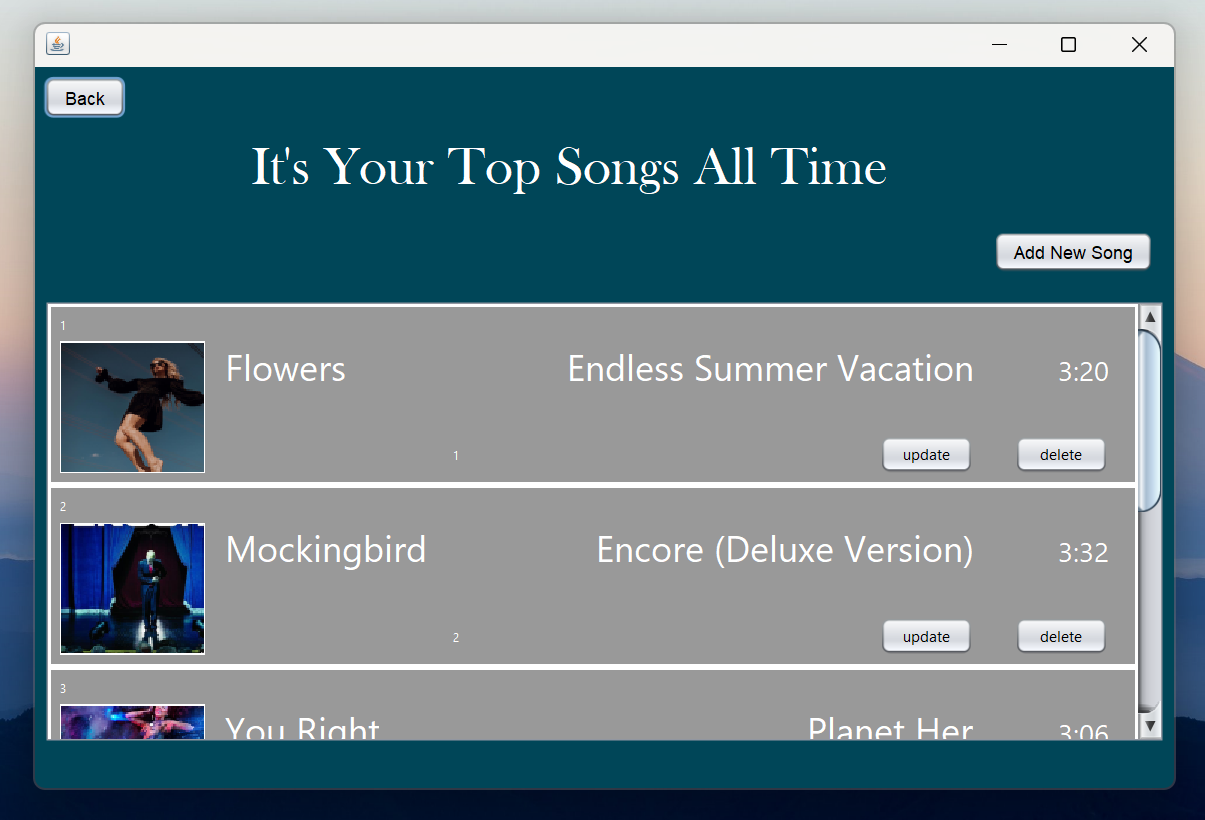 Back
It's Your Top Songs All Time
Add New Song
1
Flowers Endless Summer Vacation 3:20
1 update delete
2
Mockingbird Encore (Deluxe Version) 3:32
2 update delete
3
You Right Planet Her 3:06